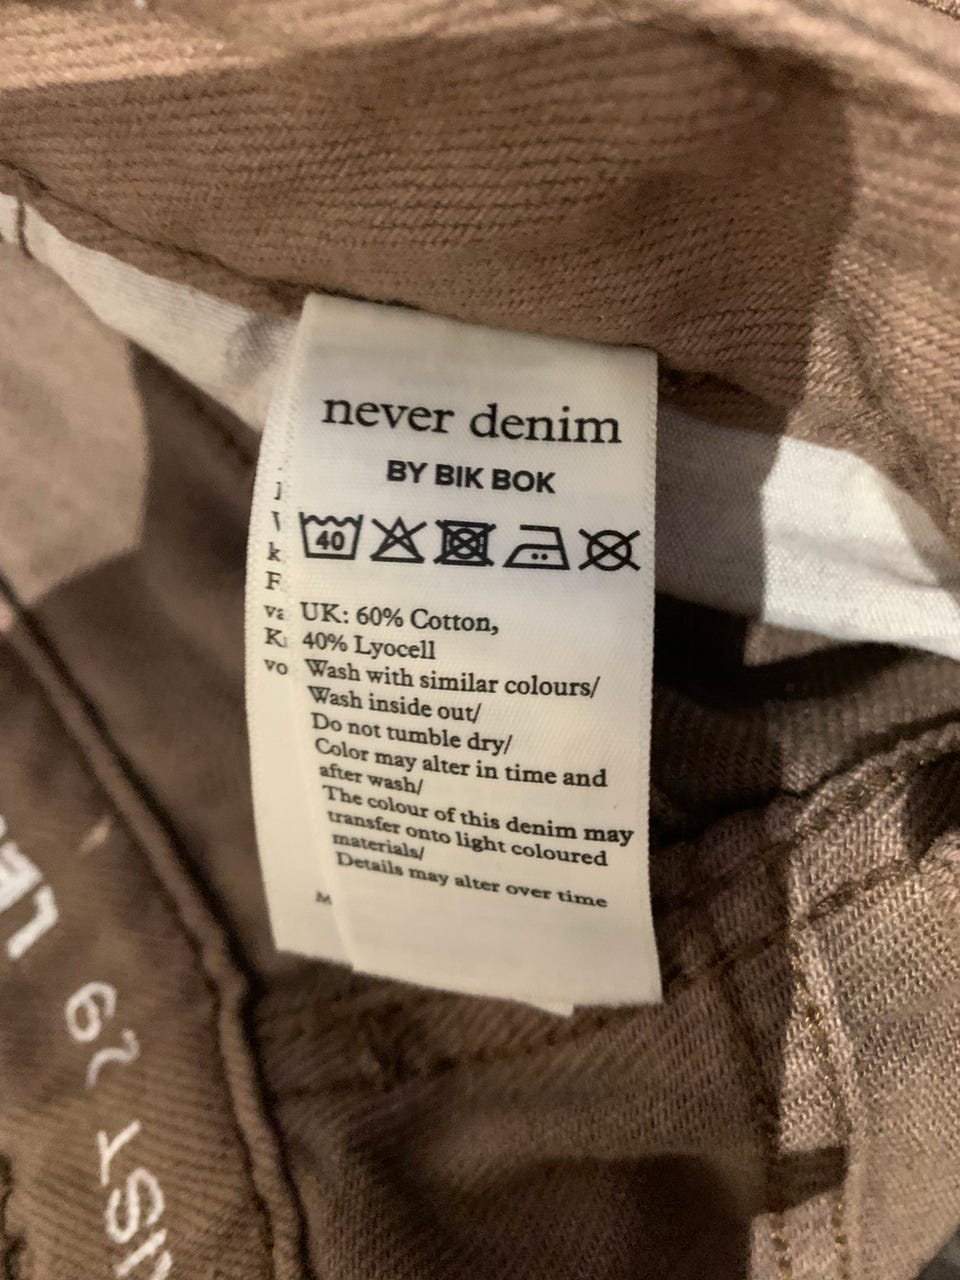 never denim
BY BIK BOK
40
UK: 60% Cotton,
40% Lyocell
Wash with similar colours/
Wash inside out/
Do not tumble dry/
Color may alter in time and
after wash/
The colour of this denim may
transfer onto light coloured
materials/
Details may alter over time
29